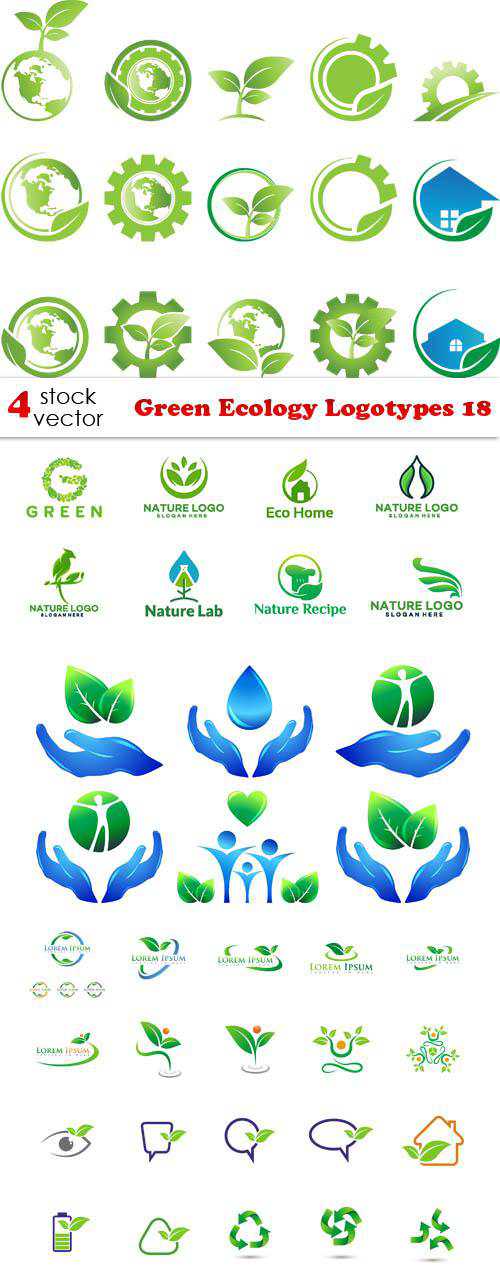 4 stock vector
Green Ecology Logotypes 18
GREEN
NATURE LOGO
SLOGAN HERE
Eco Home
NATURE LOGO
SLOGAN HERE
NATURE LOGO
SLOGAN HERE
Nature Lab
Nature Recipe
NATURE LOGO
SLOGAN HERE
LOREM IPSUM
LOREM IPSUM
LOREM IPSUM
LOREM IPSUM
LOREM IPSUM
LOREM IPSUM